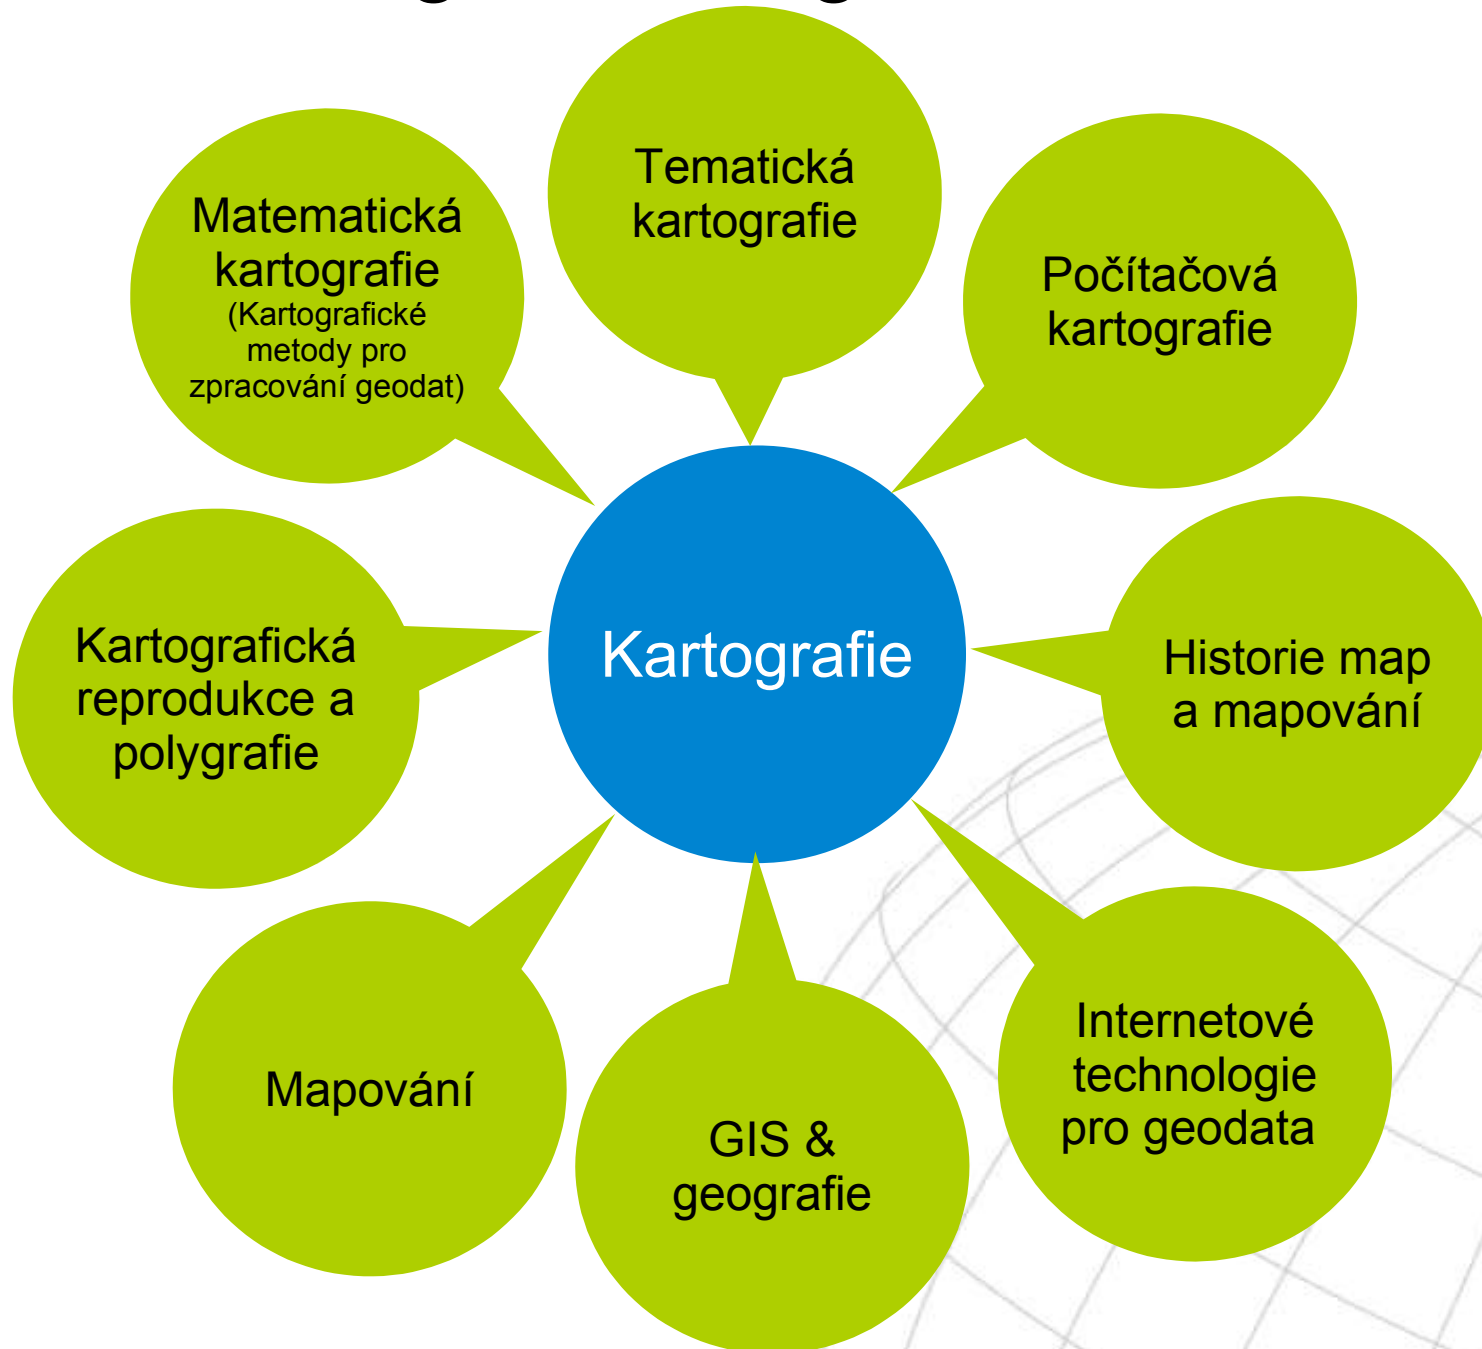 Tematická
kartografie
Matematická
kartografie
(Kartografické
metody pro
zpracování geodat)
Počítačová
kartografie
Kartografická
reprodukce a
polygrafie
Kartografie
Historie map
a mapování
Mapování
GIS &
geografie
Internetové
technologie
pro geodata